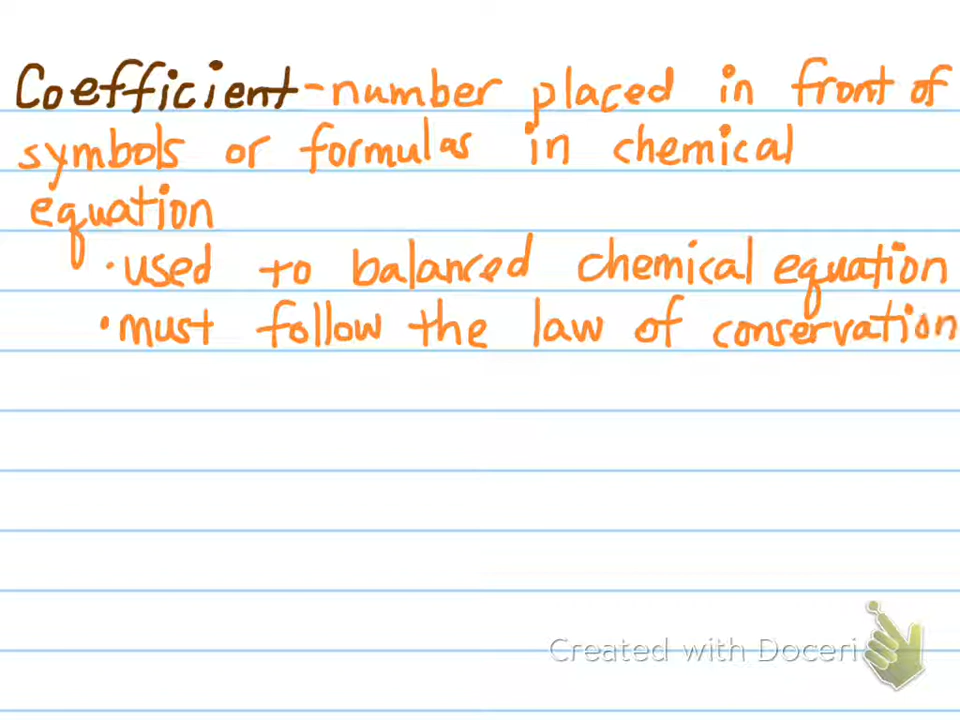 Coefficient - number placed in front of
symbols or formulas in chemical
equation
• used to balanced chemical equation
• must follow the law of conservation
Created with Doceri